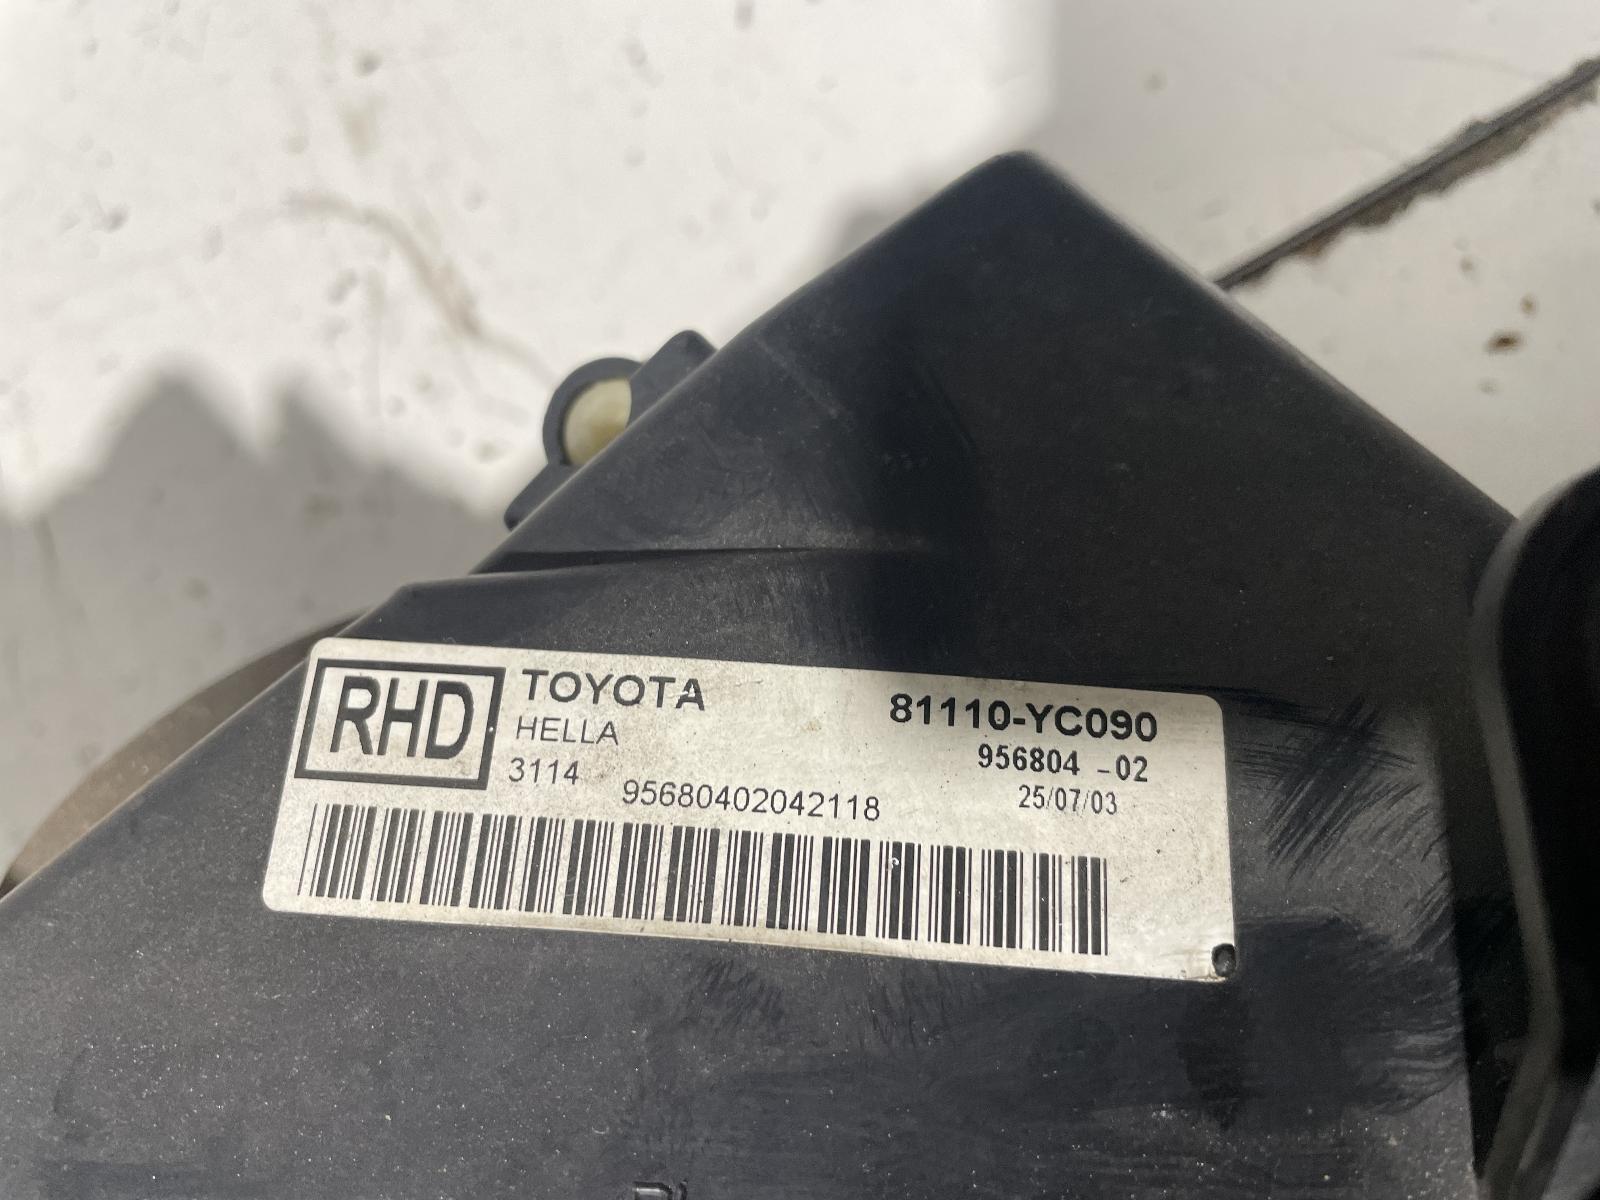 RHD
TOYOTA
HELLA
3114
95680402042118
81110-YC090
956804 -02
25/07/03